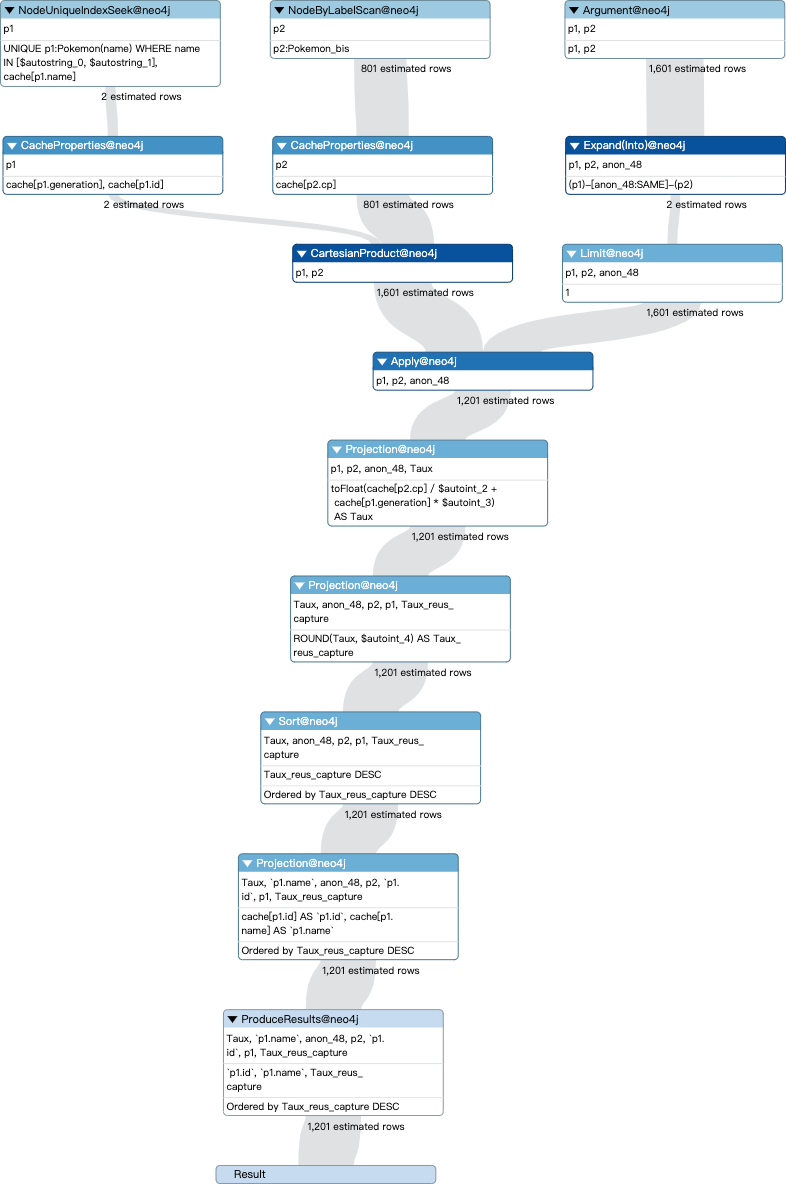 NodeUniqueIndexSeek@neo4j
p1
UNIQUE p1:Pokemon(name) WHERE name
IN [$autostring_0, $autostring_1],
cache[p1.name]
2 estimated rows
NodeByLabelScan@neo4j
p2
p2:Pokemon_bis
801 estimated rows
Argument@neo4j
p1, p2
p1, p2
1,601 estimated rows
CacheProperties@neo4j
p1
cache[p1.generation], cache[p1.id]
2 estimated rows
CacheProperties@neo4j
p2
cache[p2.cp]
801 estimated rows
Expand(Into)@neo4j
p1, p2, anon_48
(p1)-[anon_48:SAME]-(p2)
2 estimated rows
CartesianProduct@neo4j
p1, p2
1,601 estimated rows
Limit@neo4j
p1, p2, anon_48
1
1,601 estimated rows
Apply@neo4j
p1, p2, anon_48
1,201 estimated rows
Projection@neo4j
p1, p2, anon_48, Taux
toFloat(cache[p2.cp] / $autoint_2 +
cache[p1.generation] * $autoint_3)
AS Taux
1,201 estimated rows
Projection@neo4j
Taux, anon_48, p2, p1, Taux_reus_
capture
ROUND(Taux, $autoint_4) AS Taux_
reus_capture
1,201 estimated rows
Sort@neo4j
Taux, anon_48, p2, p1, Taux_reus_
capture
Taux_reus_capture DESC
Ordered by Taux_reus_capture DESC
1,201 estimated rows
Projection@neo4j
Taux, `p1.name`, anon_48, p2, `p1.
id`, p1, Taux_reus_capture
cache[p1.id] AS `p1.id`, cache[p1.
name] AS `p1.name`
Ordered by Taux_reus_capture DESC
1,201 estimated rows
ProduceResults@neo4j
Taux, `p1.name`, anon_48, p2, `p1.
id`, p1, Taux_reus_capture
`p1.id`, `p1.name`, Taux_reus_
capture
Ordered by Taux_reus_capture DESC
1,201 estimated rows
Result